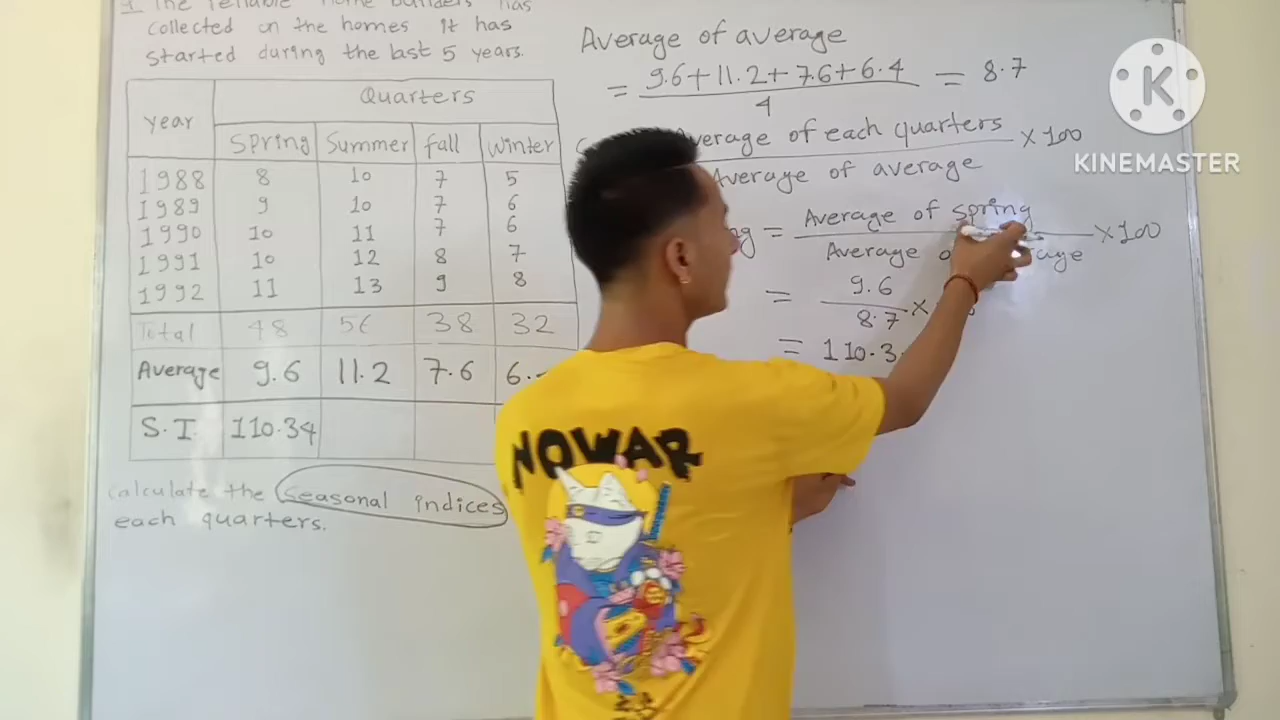 collected on the homes It has
started during the last 5 years.
year Quarters
Spring Summer fall Winter
1988 8 10 7 5
1989 9 10 7 6
1990 10 11 7 6
1991 10 12 8 7
1992 11 13 9 8
Total 48 56 38 32
Average 9.6 11.2 7.6 6.
S.I. 110.34
Calculate the seasonal indices
each quarters.
Average of average
= 9.6+11.2+7.6+6.4 / 4 = 8.7
Average of each quarters × 100
Average of average
= Average of spring × 100
Average
= 9.6 / 8.7 ×
= 110.3
NOWAR
K
KINEMASTER